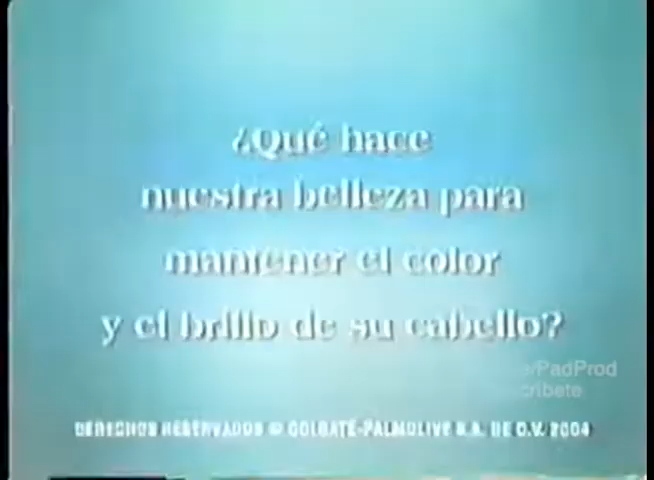 ¿Qué hace
nuestra belleza para
mantener el color
y el brillo de su cabello?
/PadProd
cribete
DERECHOS RESERVADOS © COLGATE-PALMOLIVE S.A. DE C.V. 2004